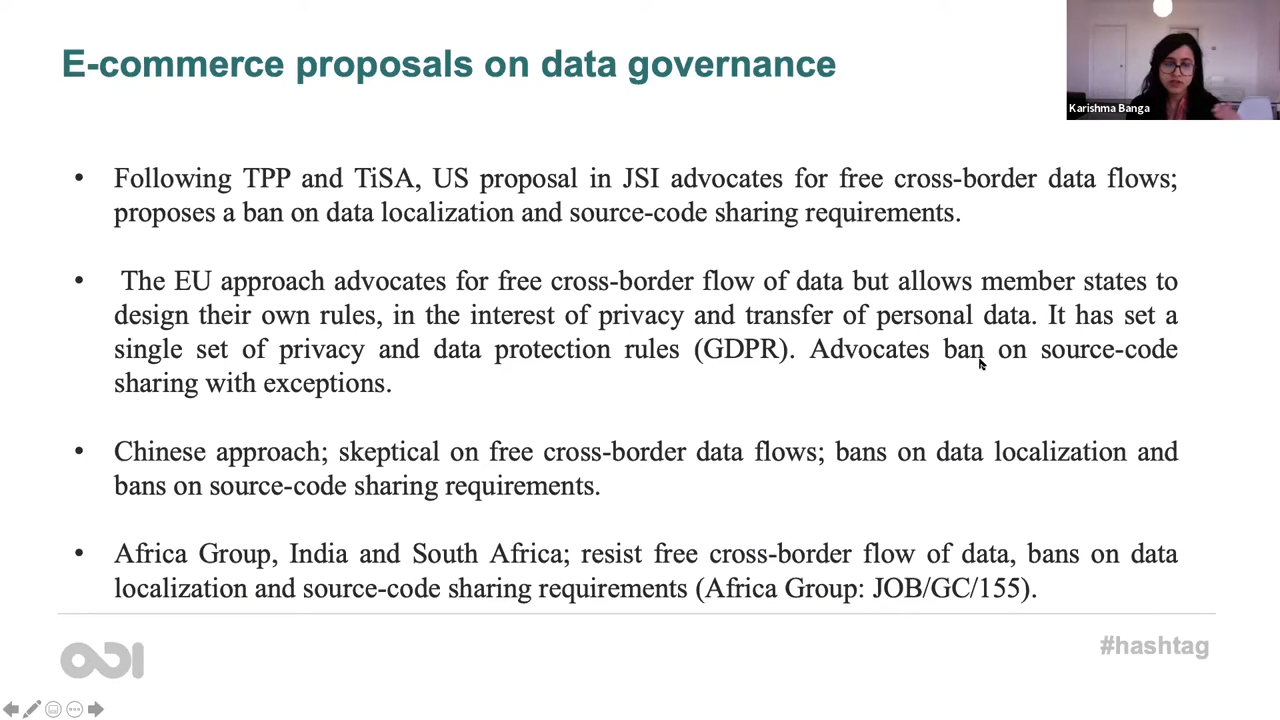 E-commerce proposals on data governance
Karishma Banga
• Following TPP and TiSA, US proposal in JSI advocates for free cross-border data flows;
proposes a ban on data localization and source-code sharing requirements.
• The EU approach advocates for free cross-border flow of data but allows member states to
design their own rules, in the interest of privacy and transfer of personal data. It has set a
single set of privacy and data protection rules (GDPR). Advocates ban on source-code
sharing with exceptions.
• Chinese approach; skeptical on free cross-border data flows; bans on data localization and
bans on source-code sharing requirements.
• Africa Group, India and South Africa; resist free cross-border flow of data, bans on data
localization and source-code sharing requirements (Africa Group: JOB/GC/155).
ODI
#hashtag